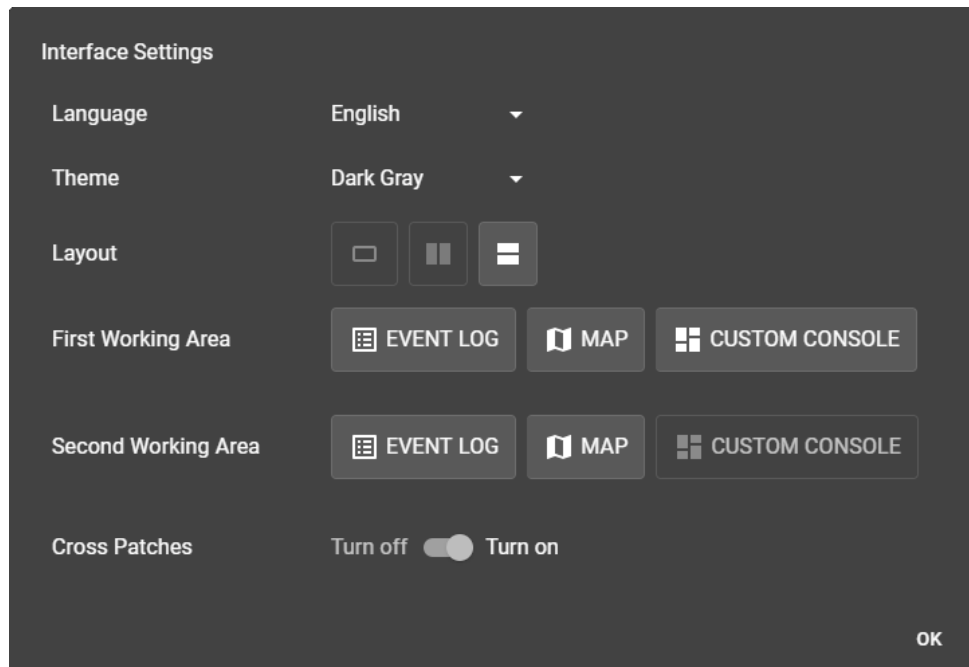 Interface Settings
Language English
Theme Dark Gray
Layout
First Working Area EVENT LOG MAP CUSTOM CONSOLE
Second Working Area EVENT LOG MAP CUSTOM CONSOLE
Cross Patches Turn off Turn on
OK